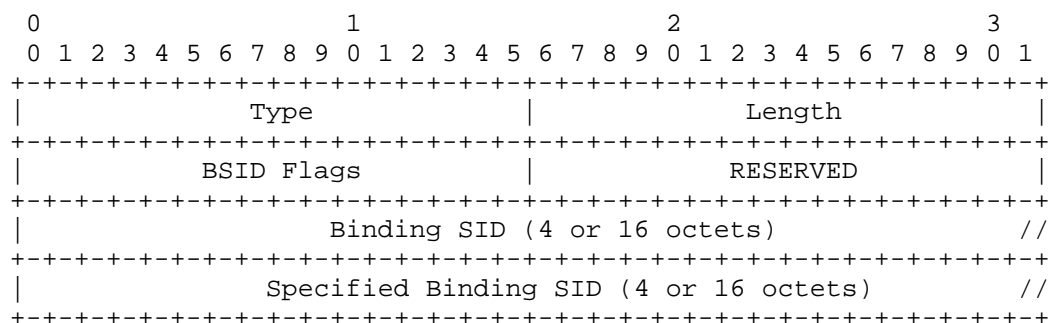 0                   1                   2                   3
 0 1 2 3 4 5 6 7 8 9 0 1 2 3 4 5 6 7 8 9 0 1 2 3 4 5 6 7 8 9 0 1
+-+-+-+-+-+-+-+-+-+-+-+-+-+-+-+-+-+-+-+-+-+-+-+-+-+-+-+-+-+-+-+-+
|              Type             |             Length            |
+-+-+-+-+-+-+-+-+-+-+-+-+-+-+-+-+-+-+-+-+-+-+-+-+-+-+-+-+-+-+-+-+
|           BSID Flags          |            RESERVED           |
+-+-+-+-+-+-+-+-+-+-+-+-+-+-+-+-+-+-+-+-+-+-+-+-+-+-+-+-+-+-+-+-+
|                   Binding SID (4 or 16 octets)               //
+-+-+-+-+-+-+-+-+-+-+-+-+-+-+-+-+-+-+-+-+-+-+-+-+-+-+-+-+-+-+-+-+
|               Specified Binding SID (4 or 16 octets)         //
+-+-+-+-+-+-+-+-+-+-+-+-+-+-+-+-+-+-+-+-+-+-+-+-+-+-+-+-+-+-+-+-+